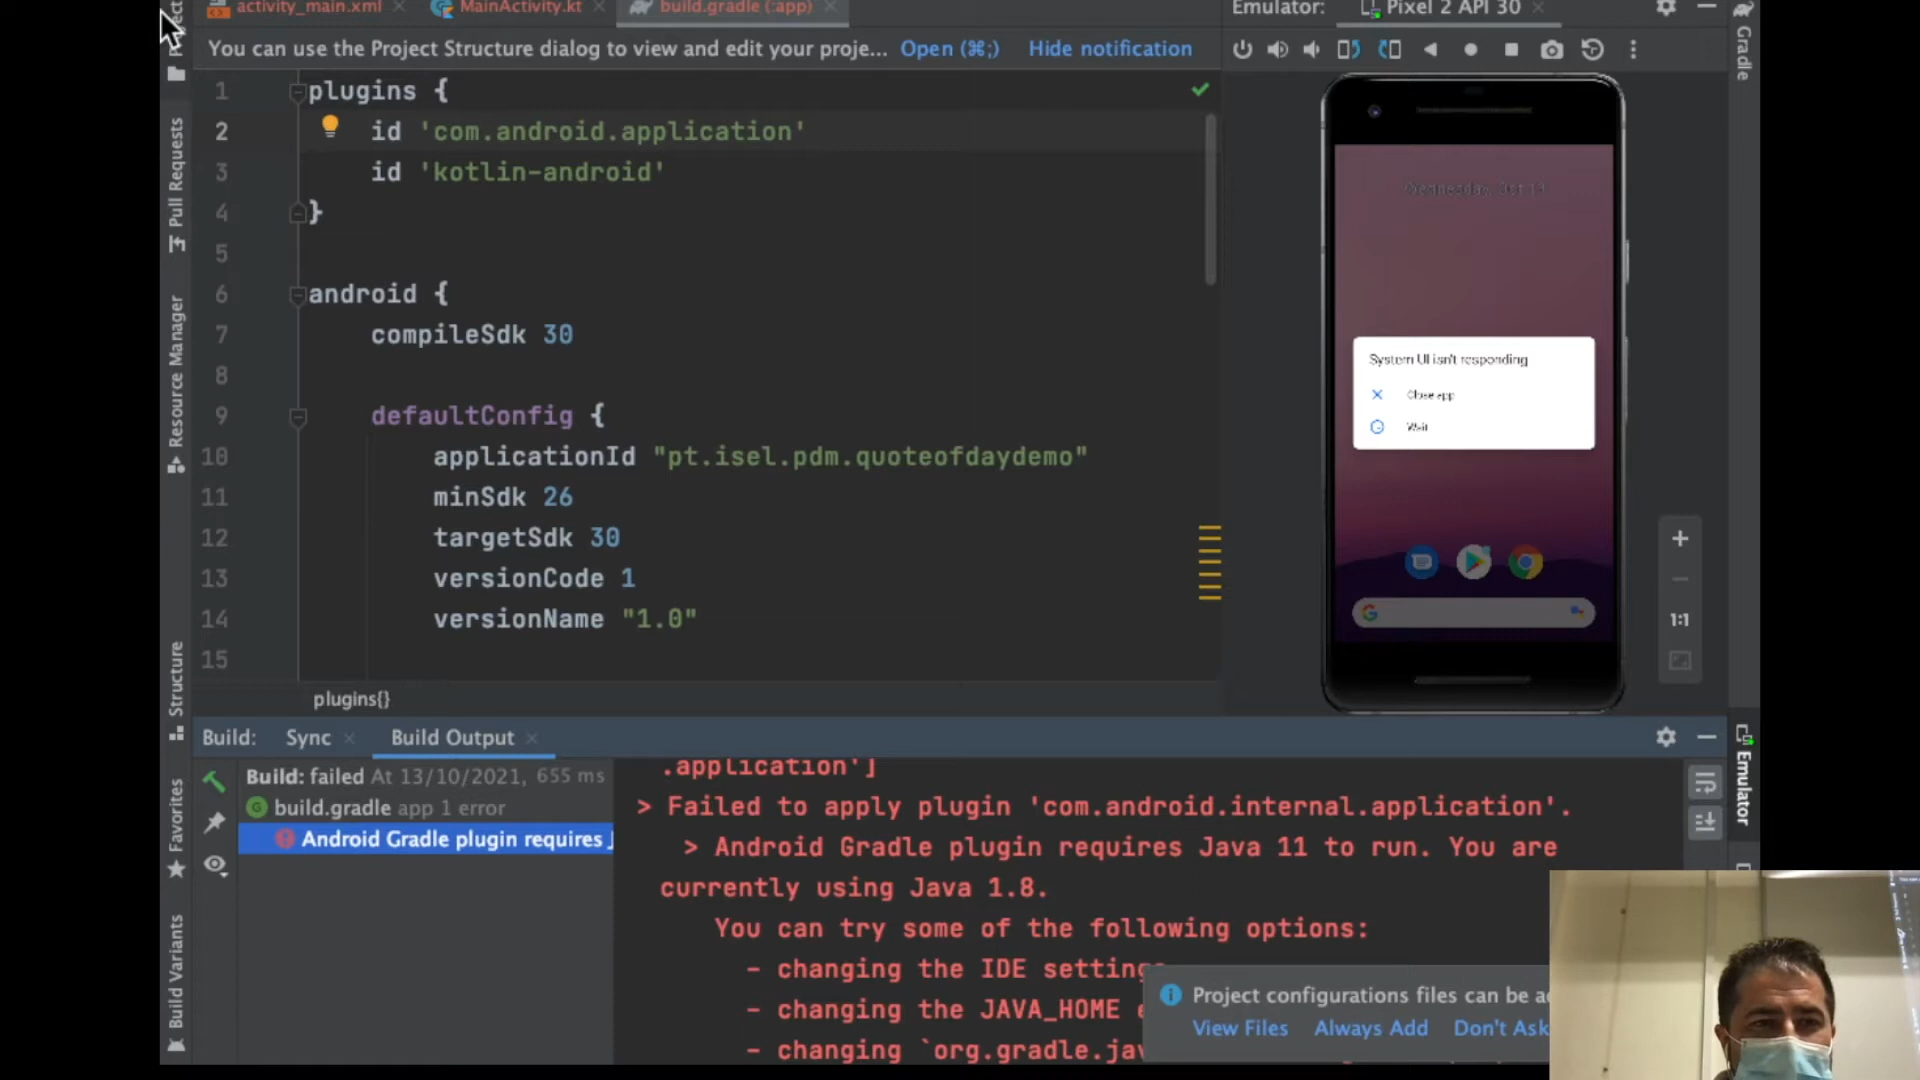 activity_main.xml
MainActivity.kt
build.gradle (:app)
Emulator:
Pixel 2 API 30
You can use the Project Structure dialog to view and edit your proje...
Open (⌘;)
Hide notification
Gradle
Pull Requests
Resource Manager
Structure
Favorites
Build Variants
1 plugins {
2 id 'com.android.application'
3 id 'kotlin-android'
4 }
5
6 android {
7 compileSdk 30
8
9 defaultConfig {
10 applicationId "pt.isel.pdm.quoteofdaydemo"
11 minSdk 26
12 targetSdk 30
13 versionCode 1
14 versionName "1.0"
15
plugins{}
Wednesday, Oct 13
System UI isn't responding
Close app
Wait
1:1
Emulator
Build: Sync Build Output
Build: failed At 13/10/2021, 655 ms
build.gradle app 1 error
Android Gradle plugin requires J
.application']
> Failed to apply plugin 'com.android.internal.application'.
> Android Gradle plugin requires Java 11 to run. You are
currently using Java 1.8.
You can try some of the following options:
- changing the IDE settings
- changing the JAVA_HOME
- changing `org.gradle.jav
Project configurations files can be ad
View Files Always Add Don't Ask